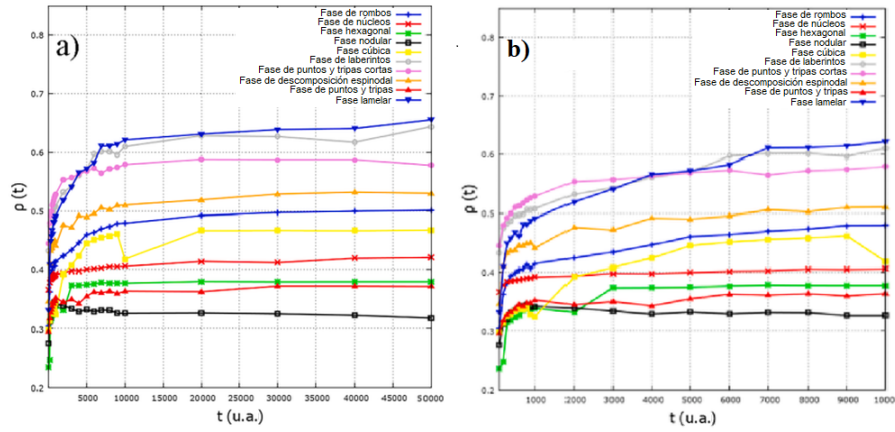 a)
Fase de rombos
Fase de núcleos
Fase hexagonal
Fase nodular
Fase cúbica
Fase de laberintos
Fase de puntos y tripas cortas
Fase de descomposición espinodal
Fase de puntos y tripas
Fase lamelar
0.8
0.7
0.6
0.5
0.4
0.3
0.2
ρ (t)
5000 10000 15000 20000 25000 30000 35000 40000 45000 50000
t (u.a.)
b)
Fase de rombos
Fase de núcleos
Fase hexagonal
Fase nodular
Fase cúbica
Fase de laberintos
Fase de puntos y tripas cortas
Fase de descomposición espinodal
Fase de puntos y tripas
Fase lamelar
0.8
0.7
0.6
0.5
0.4
0.3
0.2
ρ (t)
1000 2000 3000 4000 5000 6000 7000 8000 9000 1000
t (u.a.)